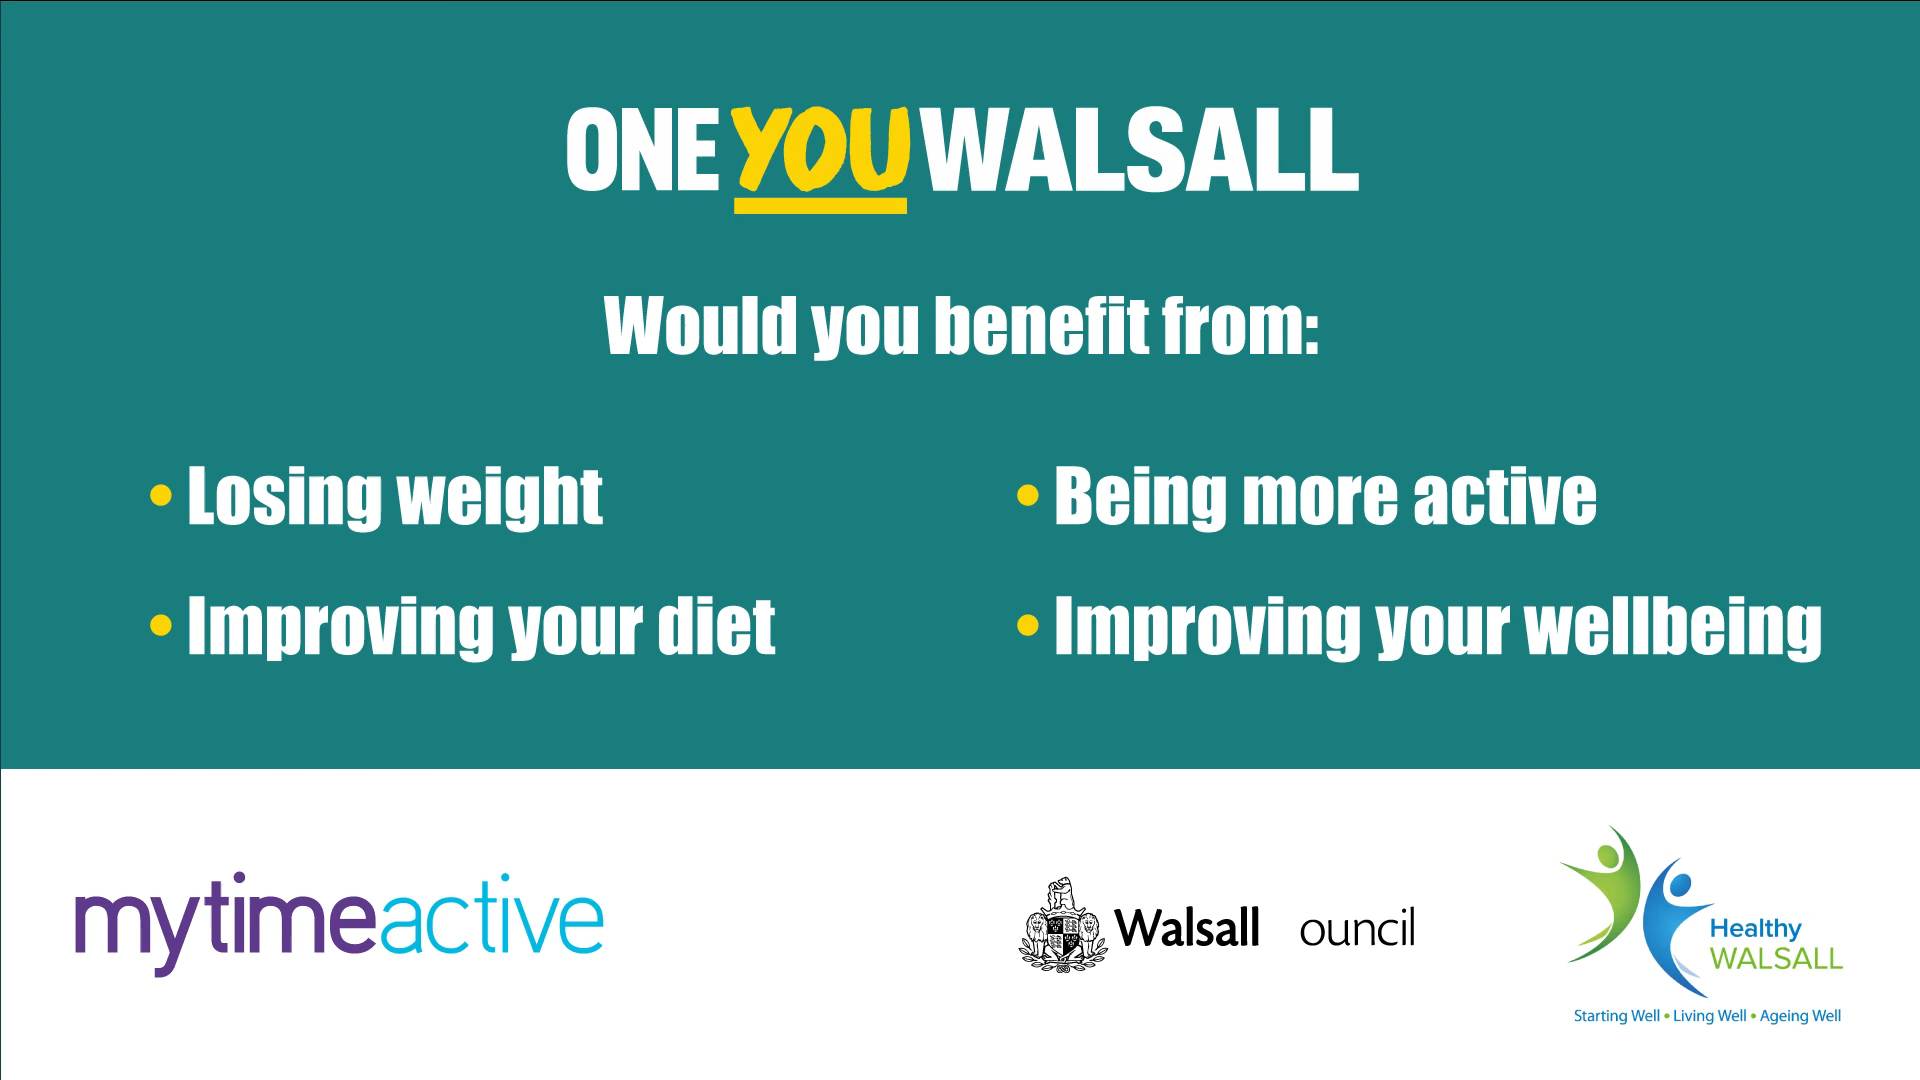 ONE YOU WALSALL
Would you benefit from:
• Losing weight
• Improving your diet
• Being more active
• Improving your wellbeing
mytimeactive
Walsall ouncil
Healthy
WALSALL
Starting Well • Living Well • Ageing Well